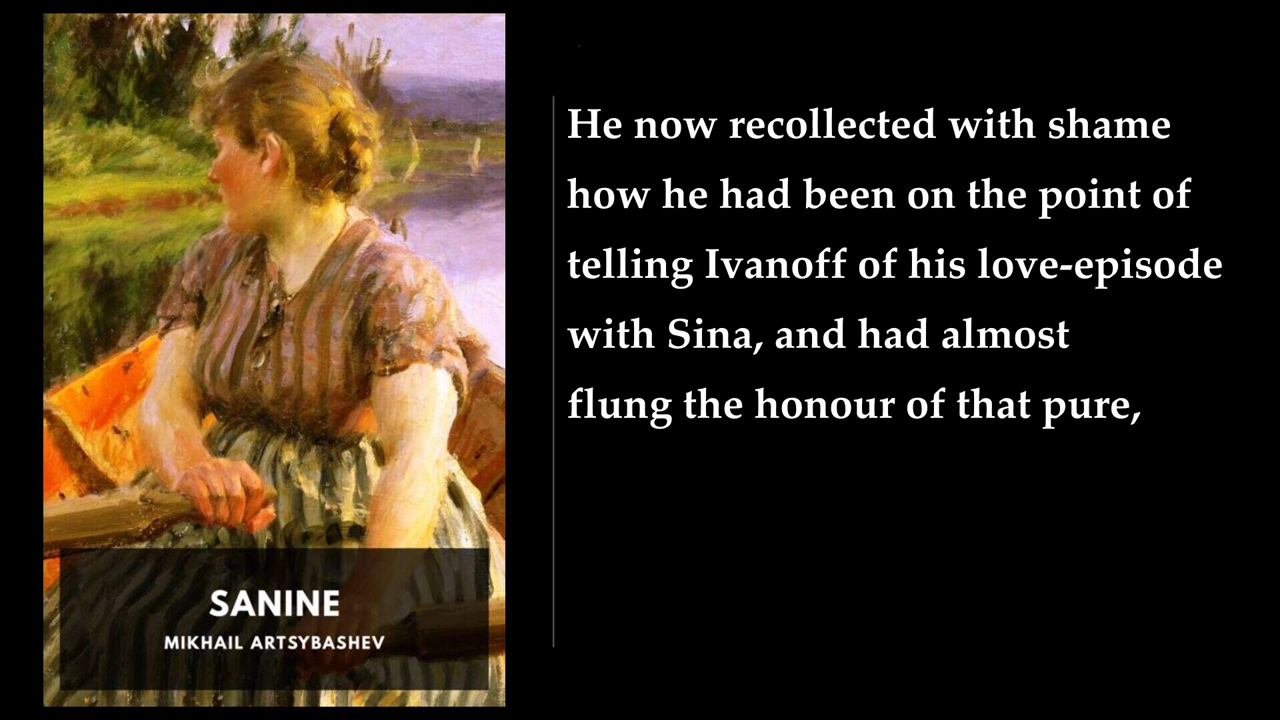 SANINE
MIKHAIL ARTSYBASHEV
He now recollected with shame
how he had been on the point of
telling Ivanoff of his love-episode
with Sina, and had almost
flung the honour of that pure,